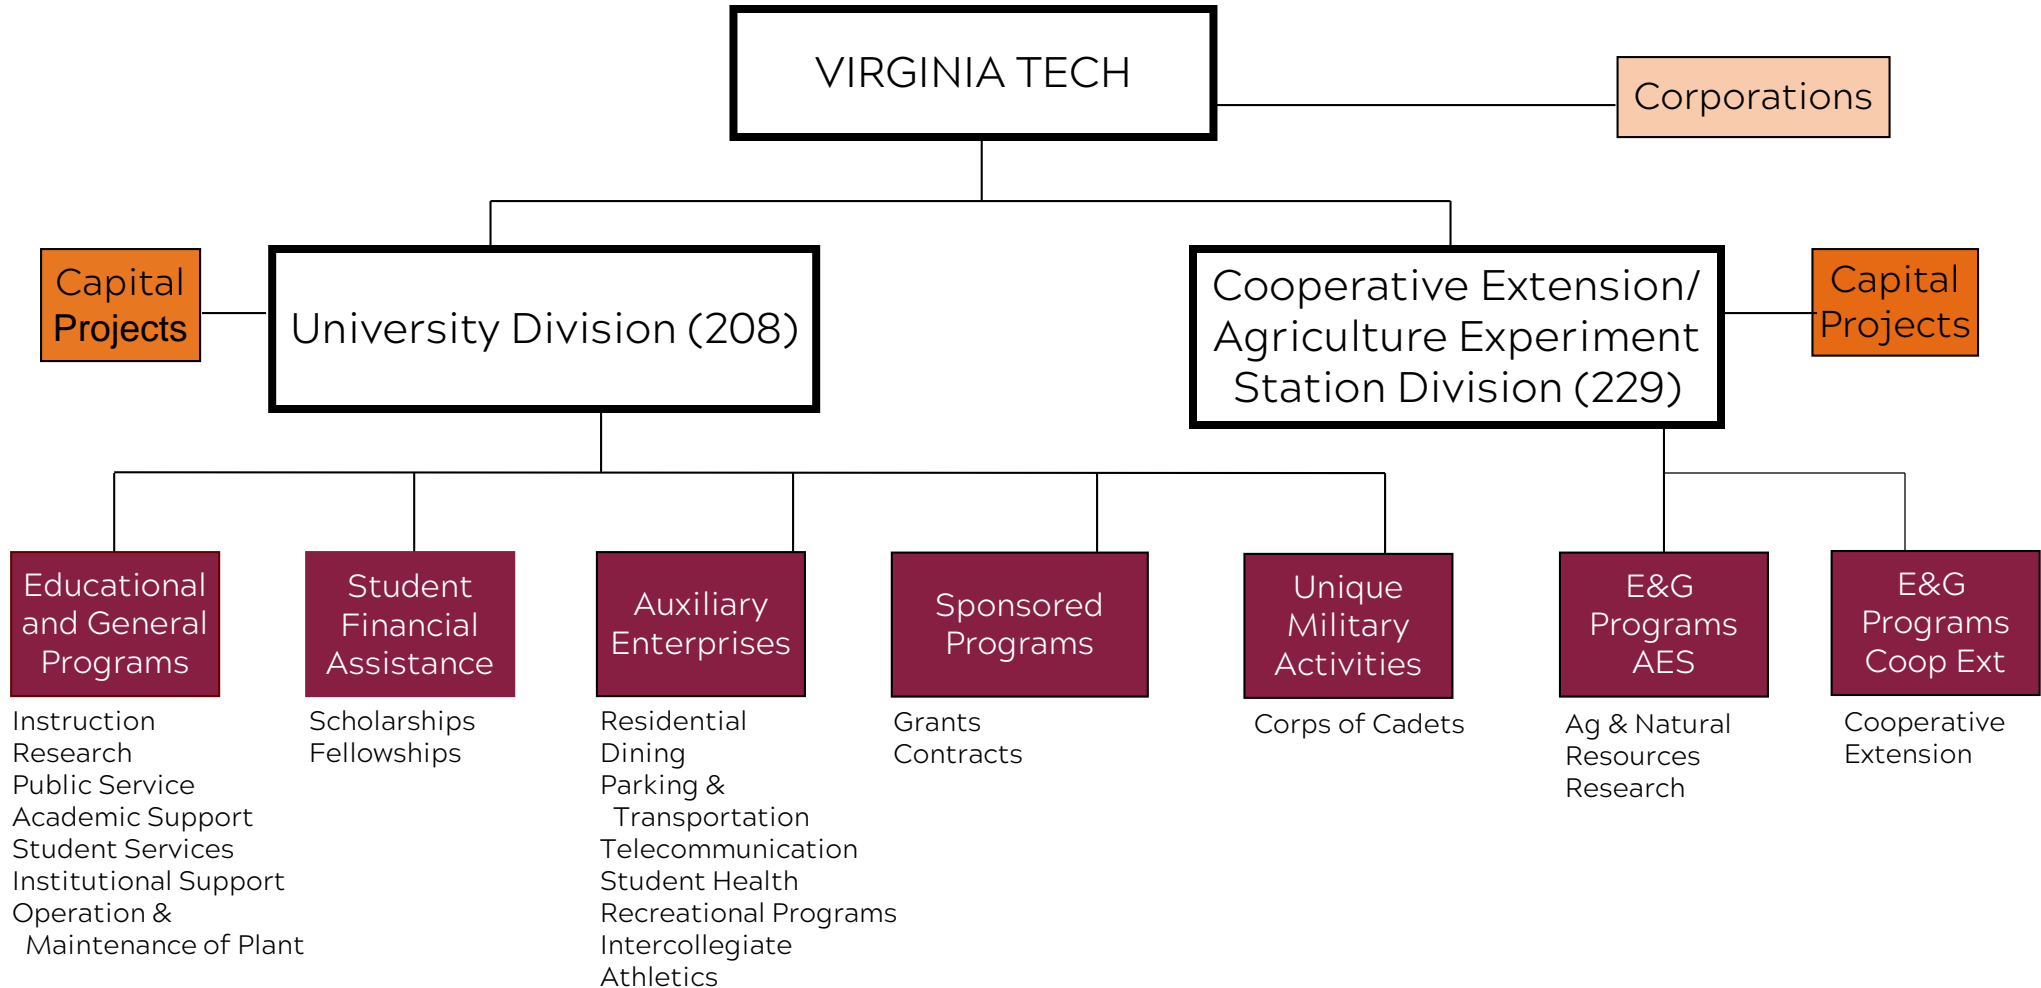 VIRGINIA TECH
Corporations
Capital
Projects
University Division (208)
Cooperative Extension/
Agriculture Experiment
Station Division (229)
Capital
Projects
Educational
and General
Programs
Instruction
Research
Public Service
Academic Support
Student Services
Institutional Support
Operation &
Maintenance of Plant
Student
Financial
Assistance
Scholarships
Fellowships
Auxiliary
Enterprises
Residential
Dining
Parking &
Transportation
Telecommunication
Student Health
Recreational Programs
Intercollegiate
Athletics
Sponsored
Programs
Grants
Contracts
Unique
Military
Activities
Corps of Cadets
E&G
Programs
AES
Ag & Natural
Resources
Research
E&G
Programs
Coop Ext
Cooperative
Extension